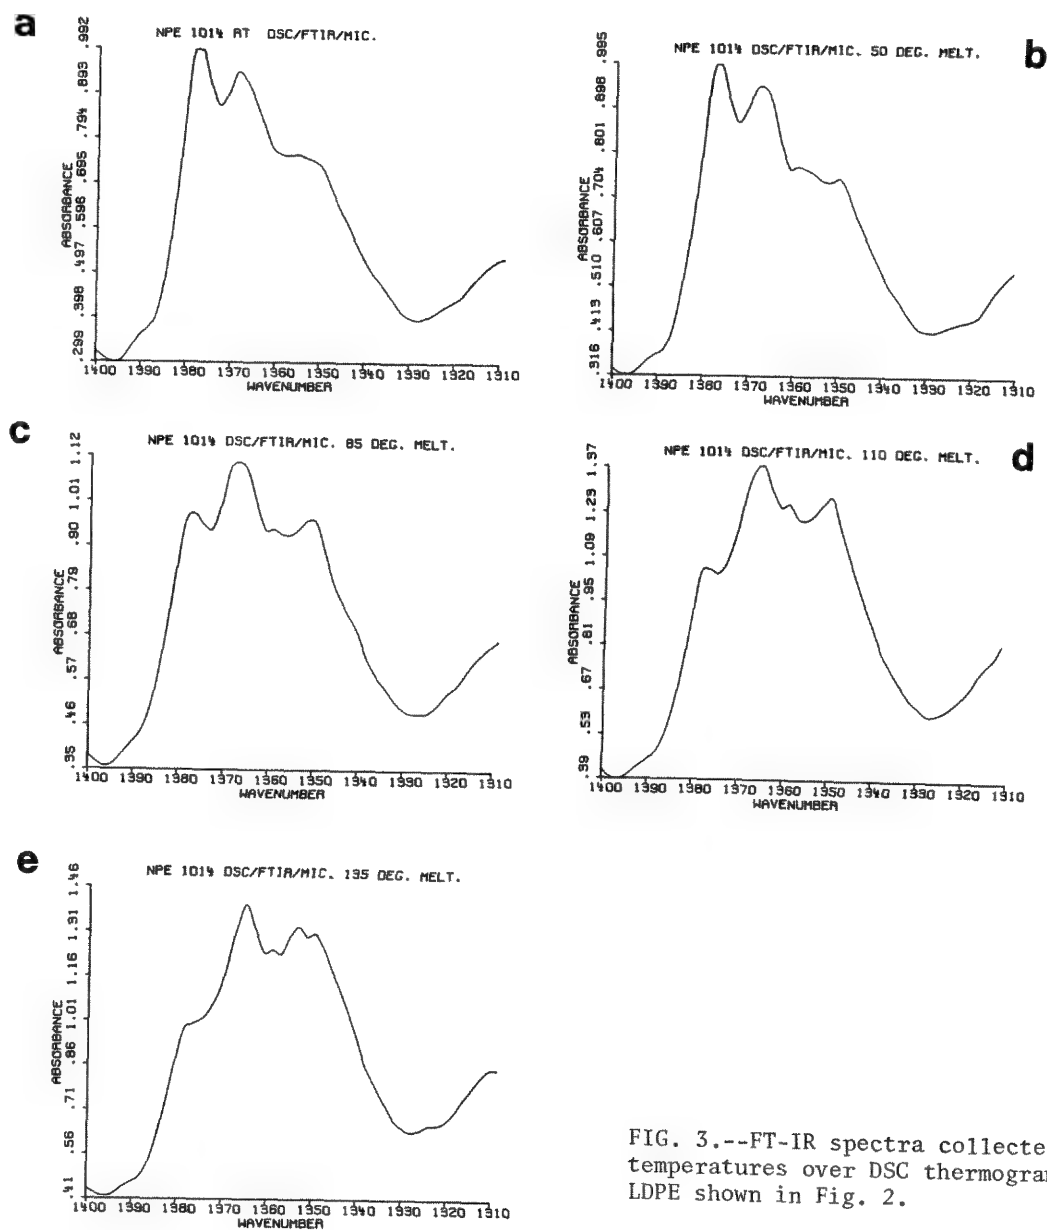 a
NPE 1014 RT DSC/FTIR/MIC.
.992
.893
.794
.695
.596
.497
.398
.299
ABSORBANCE
1400 1390 1380 1370 1360 1350 1340 1330 1320 1310
WAVENUMBER
b
NPE 1014 DSC/FTIR/MIC. 50 DEG. MELT.
.995
.898
.801
.704
.607
.510
.413
.316
ABSORBANCE
1400 1390 1380 1370 1360 1350 1340 1330 1320 1310
WAVENUMBER
c
NPE 1014 DSC/FTIR/MIC. 85 DEG. MELT.
1.12
1.01
.90
.79
.68
.57
.46
.35
ABSORBANCE
1400 1390 1380 1370 1360 1350 1340 1330 1320 1310
WAVENUMBER
d
NPE 1014 DSC/FTIR/MIC. 110 DEG. MELT.
1.37
1.23
1.09
.95
.81
.67
.53
.39
ABSORBANCE
1400 1390 1380 1370 1360 1350 1340 1330 1320 1310
WAVENUMBER
e
NPE 1014 DSC/FTIR/MIC. 135 DEG. MELT.
1.46
1.31
1.16
1.01
.86
.71
.56
.41
ABSORBANCE
1400 1390 1380 1370 1360 1350 1340 1330 1320 1310
WAVENUMBER
FIG. 3.--FT-IR spectra collecte
temperatures over DSC thermogra
LDPE shown in Fig. 2.